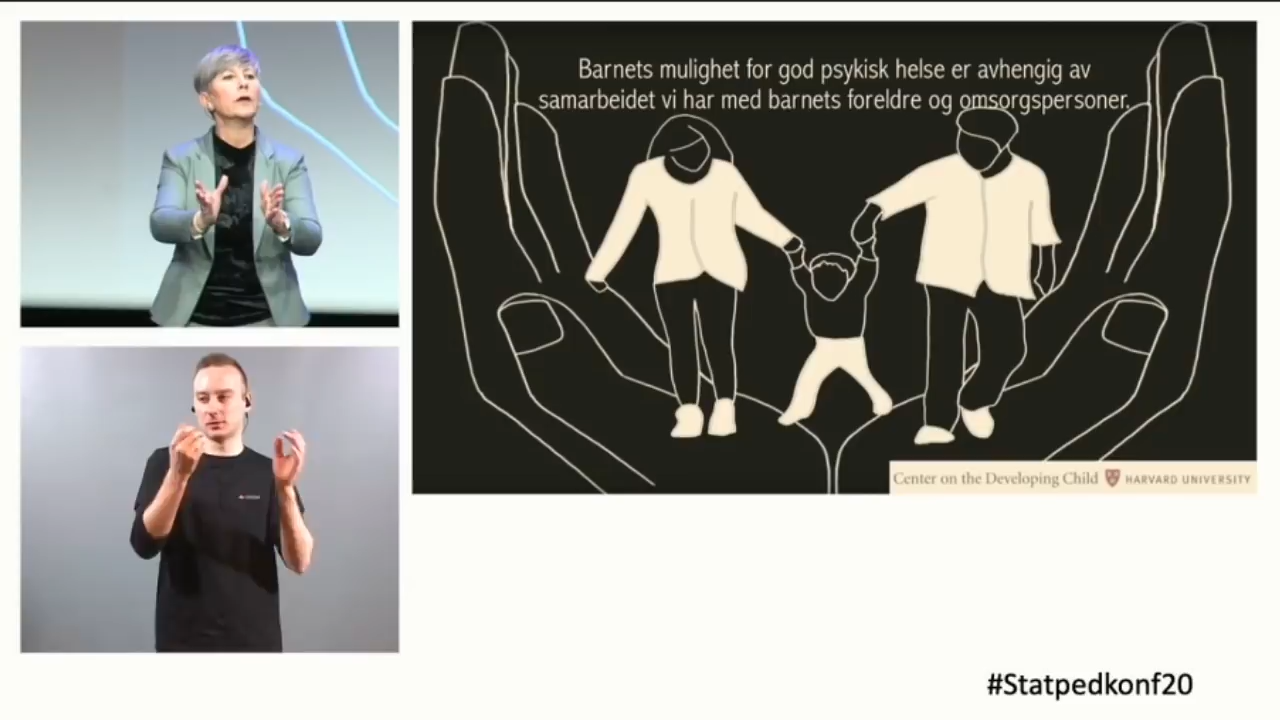 Barnets mulighet for god psykisk helse er avhengig av
samarbeidet vi har med barnets foreldre og omsorgspersoner.
Center on the Developing Child HARVARD UNIVERSITY
#Statpedkonf20